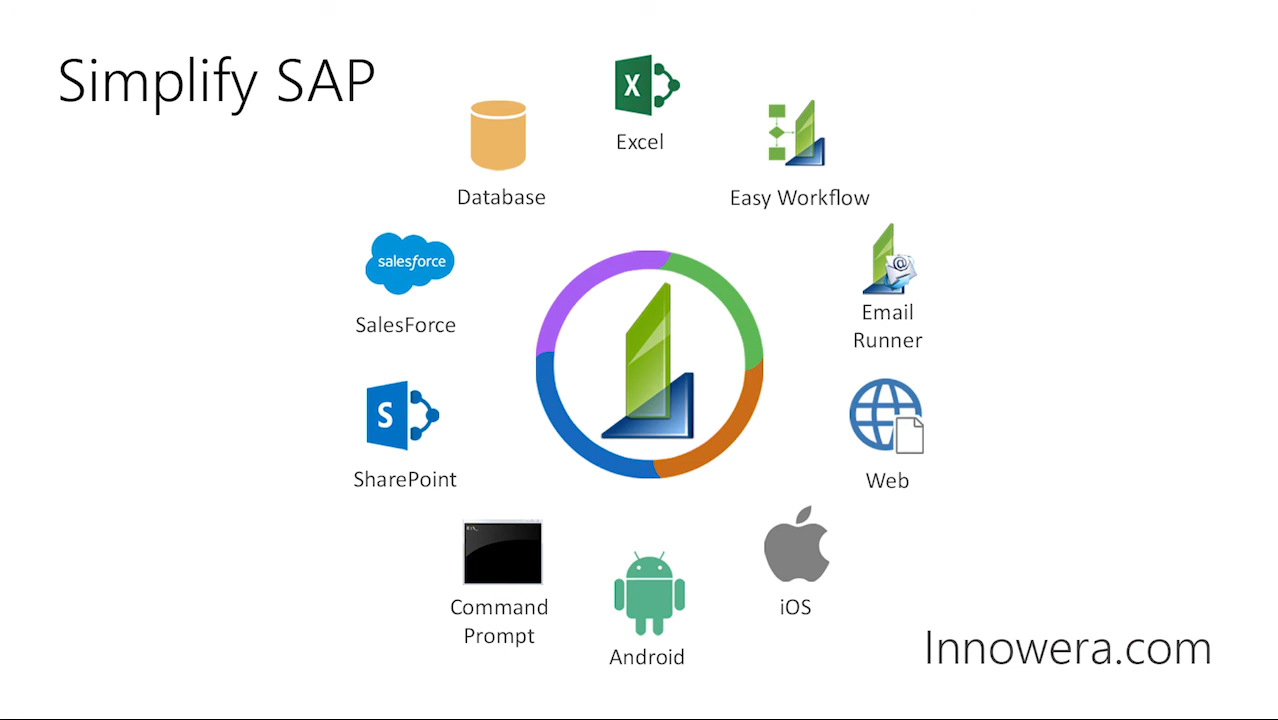 Simplify SAP
X
Excel
Database
Easy Workflow
salesforce
SalesForce
@
Email
Runner
S
SharePoint
Web
Command
Prompt
iOS
Android
Innowera.com